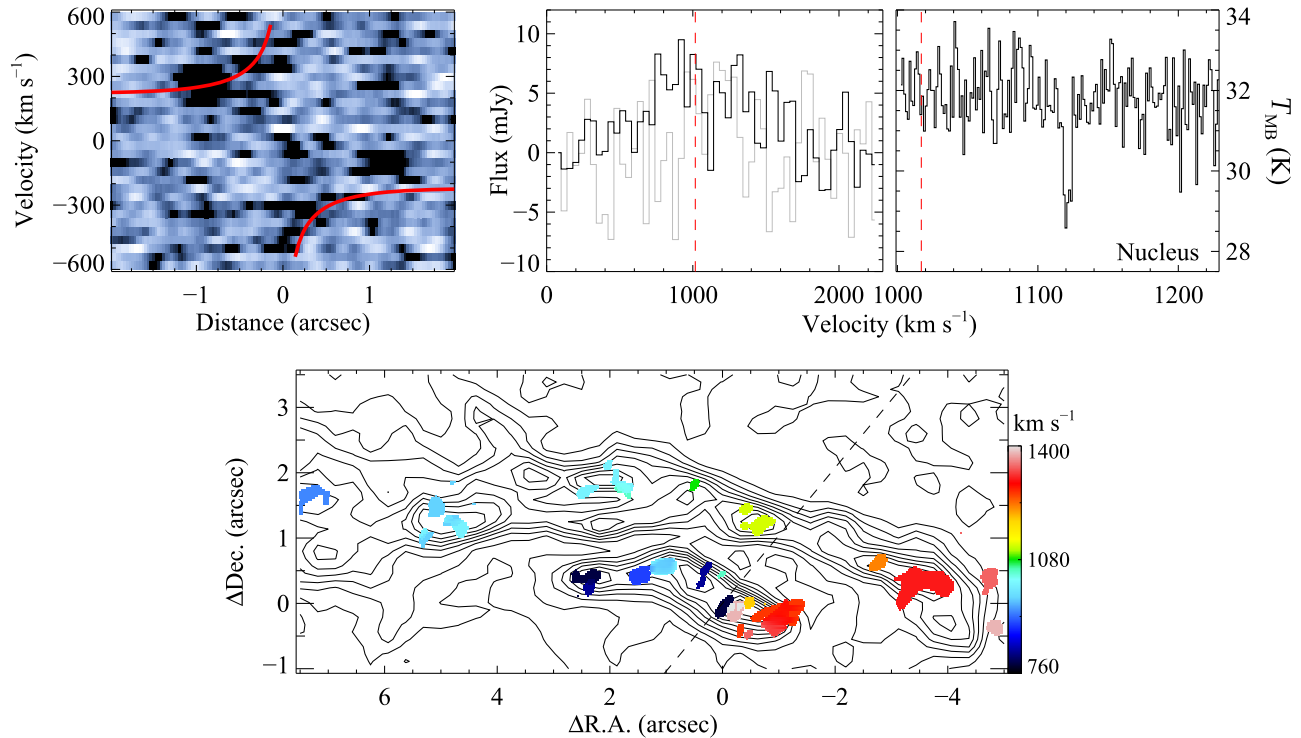 600
300
0
−300
−600
Velocity (km s−1)
−1 0 1
Distance (arcsec)
10
5
0
−5
−10
Flux (mJy)
0 1000 2000
1000 1100 1200
Velocity (km s−1)
34
32
30
28
TMB (K)
Nucleus
3
2
1
0
−1
ΔDec. (arcsec)
6 4 2 0 −2 −4
ΔR.A. (arcsec)
km s−1
1400
1080
760